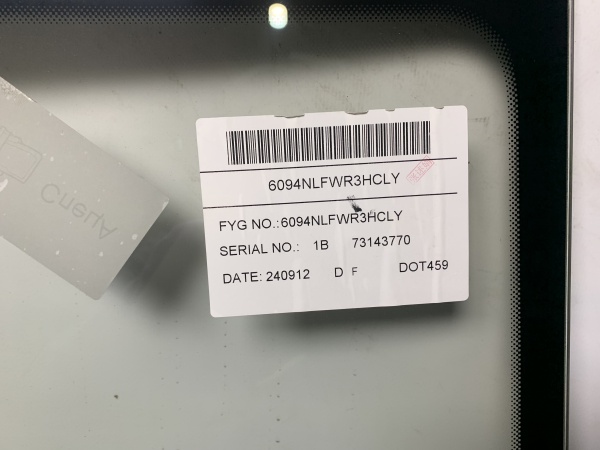 6094NLFWR3HCLY
FYG NO.:6094NLFWR3HCLY
SERIAL NO.: 1B 73143770
DATE: 240912 D F DOT459